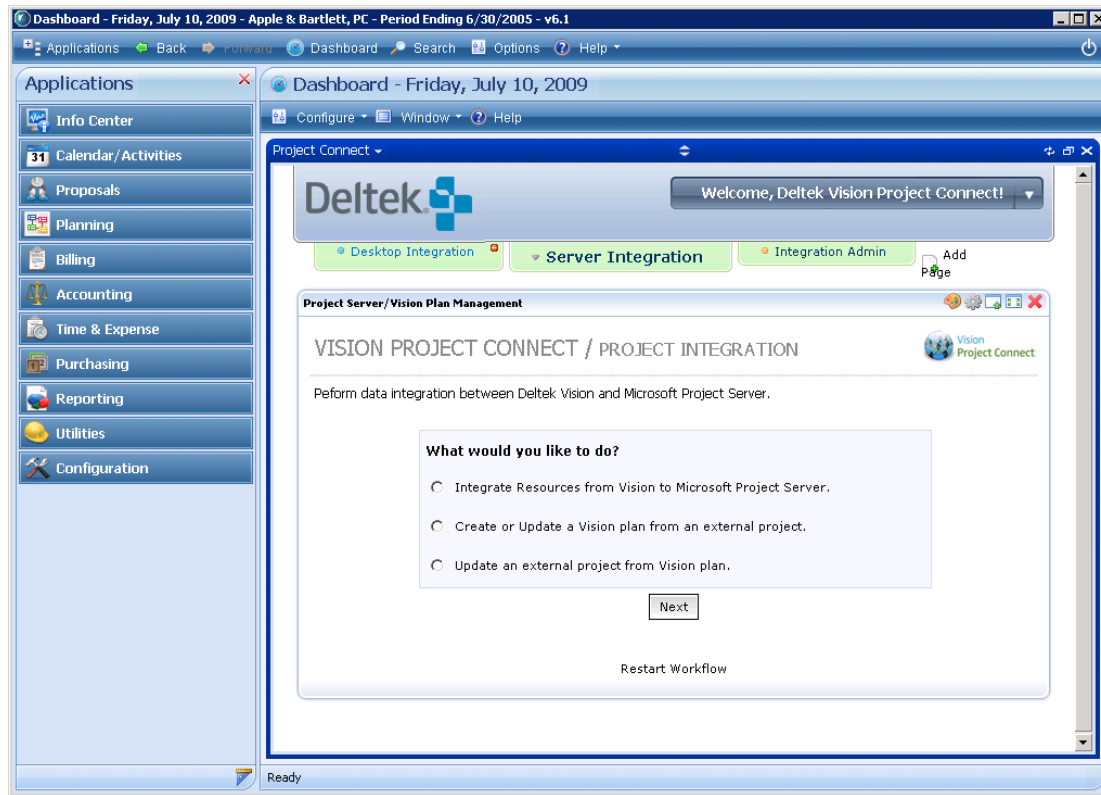 Dashboard - Friday, July 10, 2009 - Apple & Bartlett, PC - Period Ending 6/30/2005 - v6.1
Applications Back Forward Dashboard Search Options Help
Applications
Info Center
31 Calendar/Activities
Proposals
Planning
Billing
Accounting
Time & Expense
Purchasing
Reporting
Utilities
Configuration
Dashboard - Friday, July 10, 2009
Configure Window Help
Project Connect
Deltek
Welcome, Deltek Vision Project Connect!
Desktop Integration Server Integration Integration Admin Add
Page
Project Server/Vision Plan Management
VISION PROJECT CONNECT / PROJECT INTEGRATION
Vision
Project Connect
Peform data integration between Deltek Vision and Microsoft Project Server.
What would you like to do?
Integrate Resources from Vision to Microsoft Project Server.
Create or Update a Vision plan from an external project.
Update an external project from Vision plan.
Next
Restart Workflow
Ready